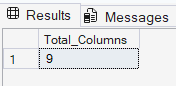 Results Messages
Total_Columns
1 9